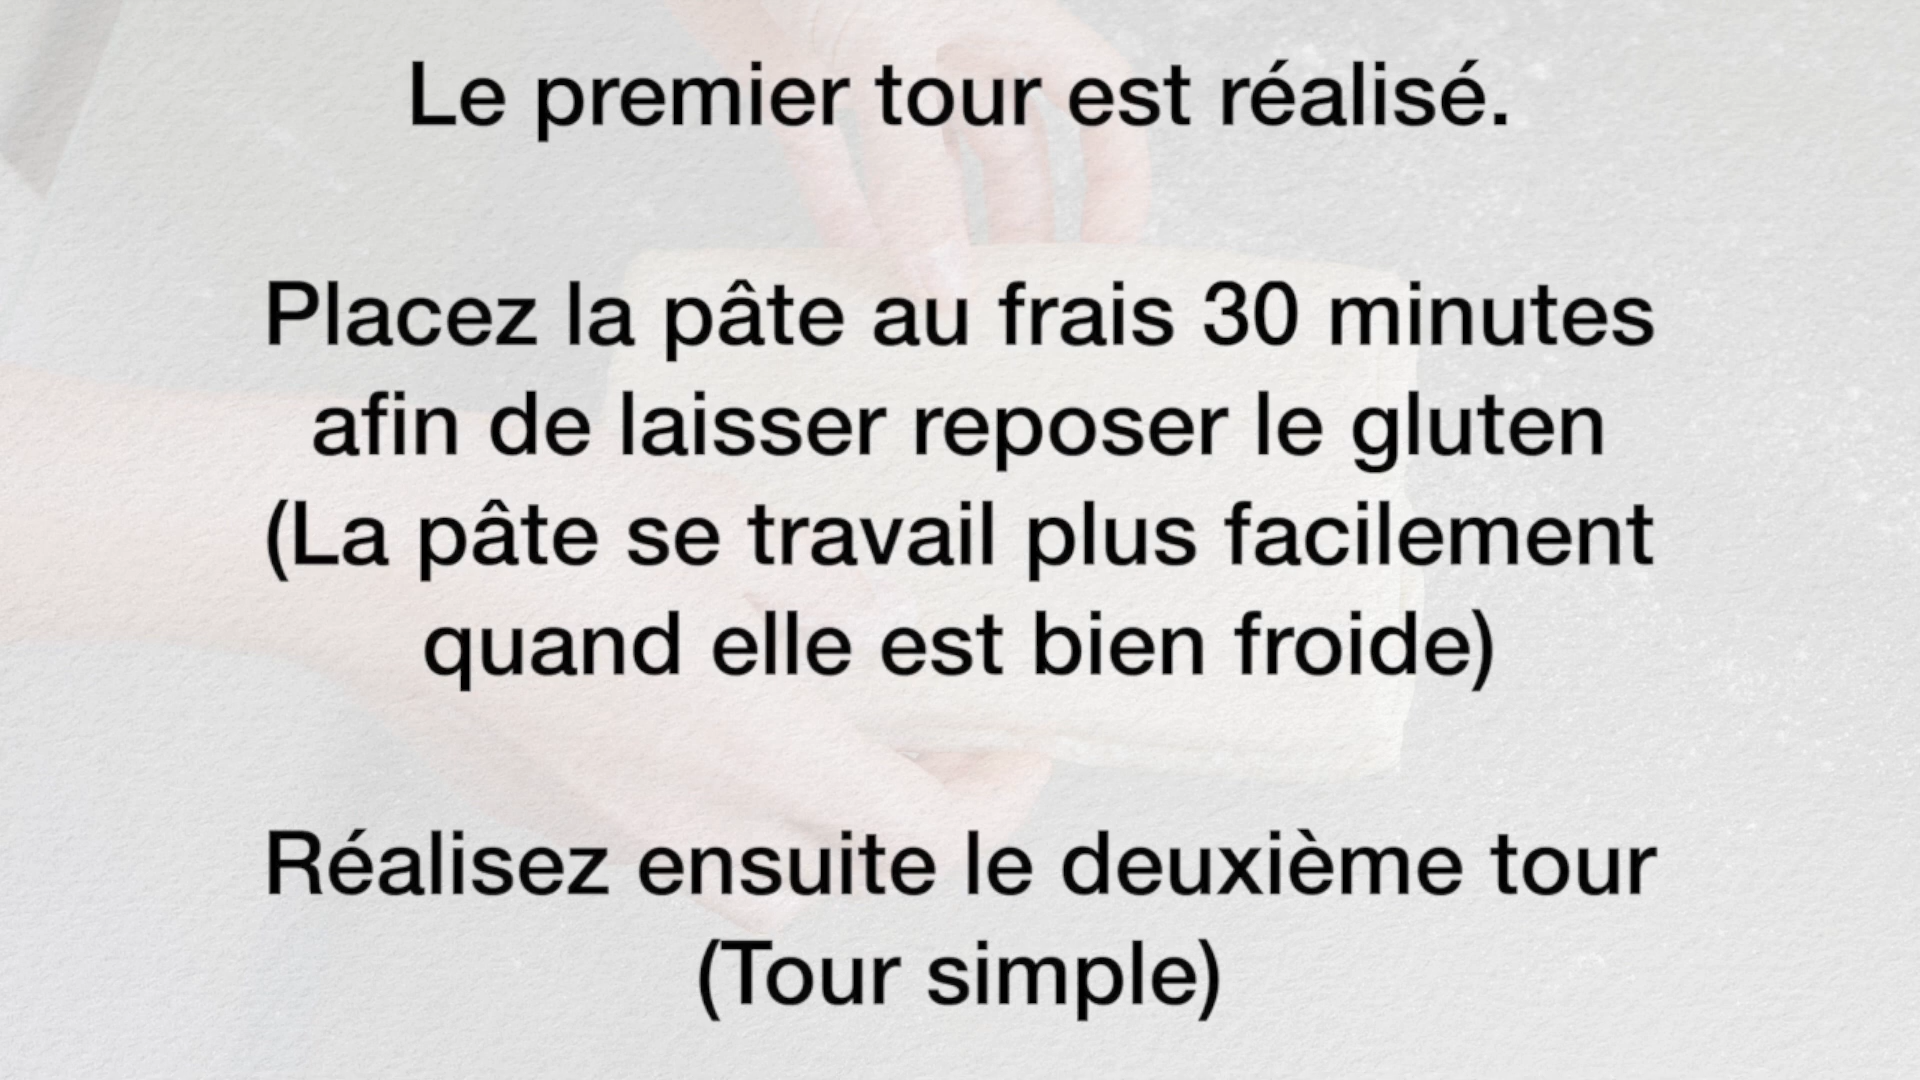 Le premier tour est réalisé.
Placez la pâte au frais 30 minutes
afin de laisser reposer le gluten
(La pâte se travail plus facilement
quand elle est bien froide)
Réalisez ensuite le deuxième tour
(Tour simple)